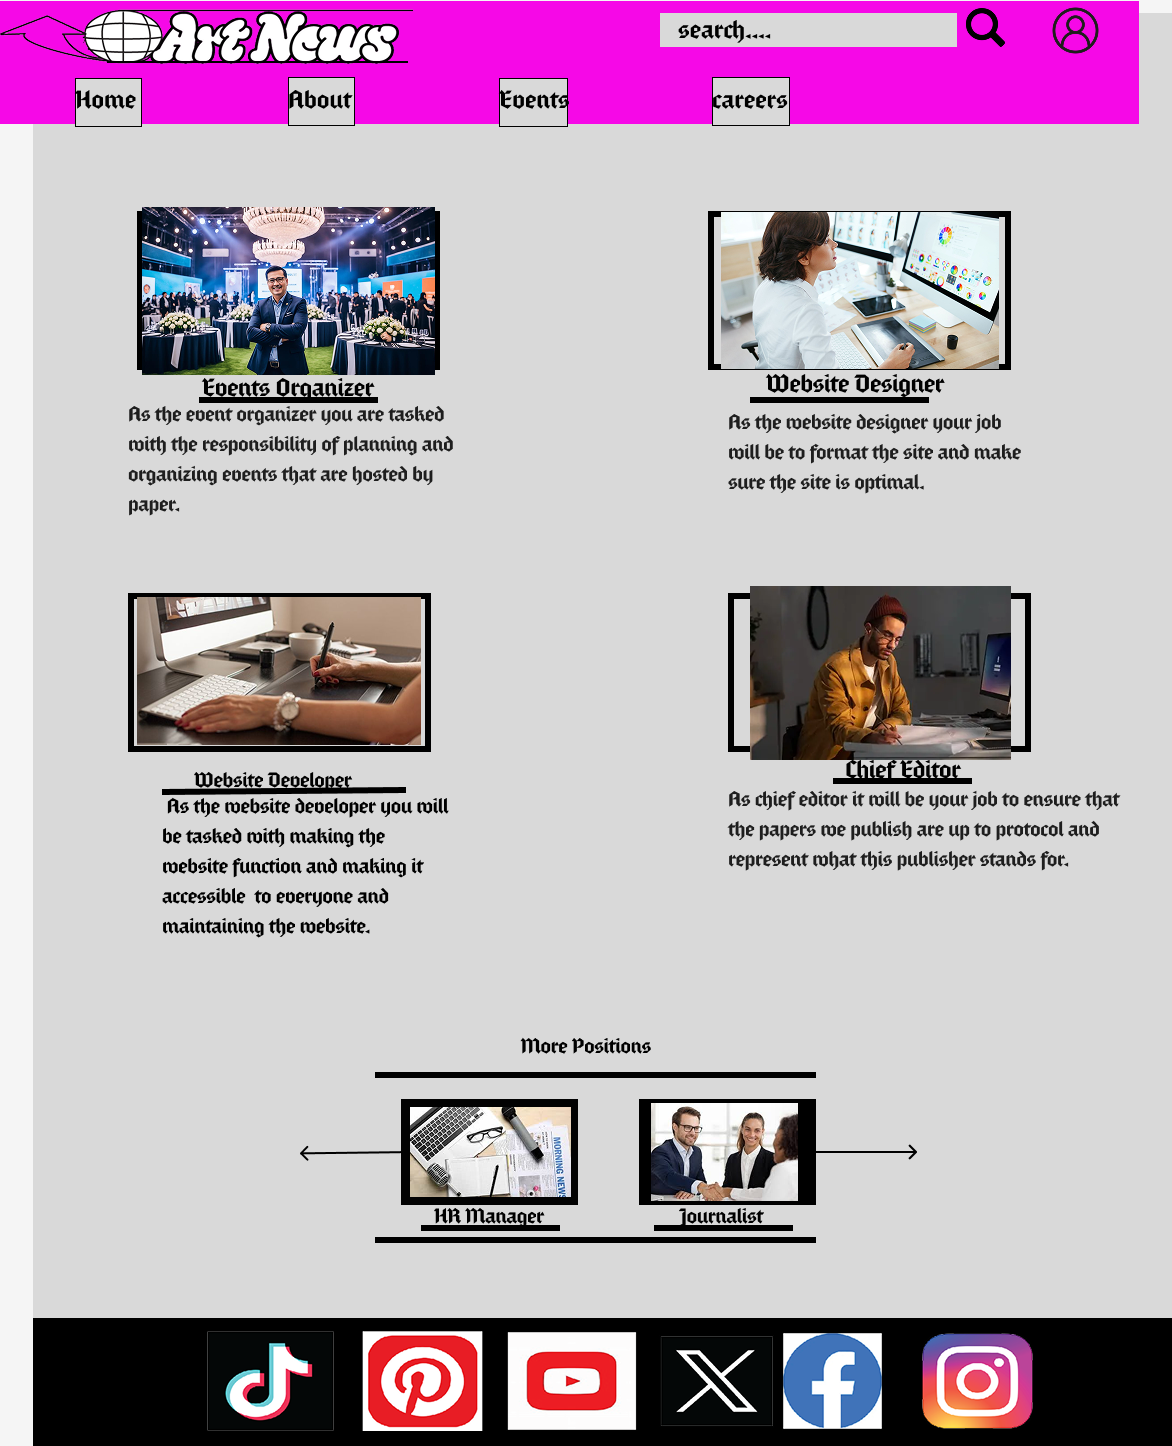 Art News
search....
Home
About
Events
careers
Events Organizer
As the event organizer you are tasked
with the responsibility of planning and
organizing events that are hosted by
paper.
Website Designer
As the website designer your job
will be to format the site and make
sure the site is optimal.
Website Developer
As the website developer you will
be tasked with making the
website function and making it
accessible  to everyone and
maintaining the website.
Chief Editor
As chief editor it will be your job to ensure that
the papers we publish are up to protocol and
represent what this publisher stands for.
More Positions
MORNING NEWS
HR Manager
Journalist